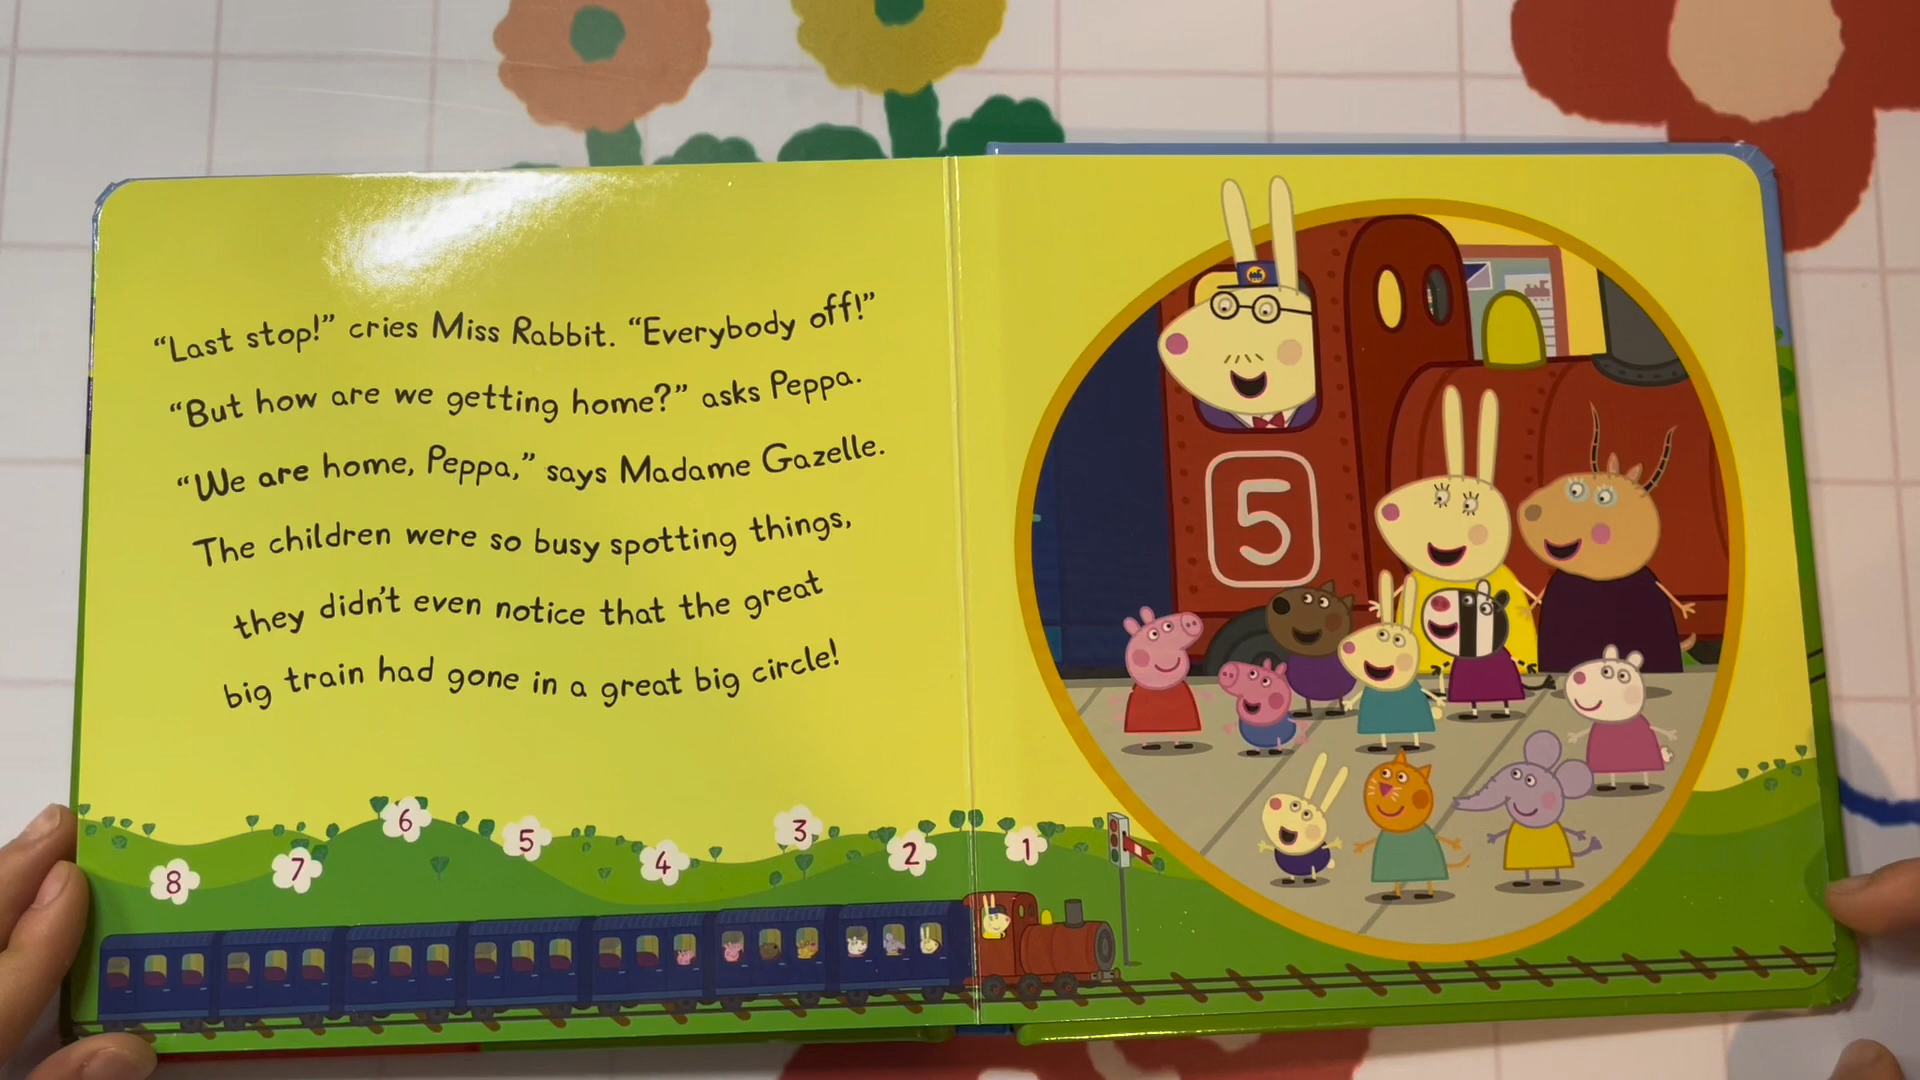 “Last stop!” cries Miss Rabbit. “Everybody off!”
“But how are we getting home?” asks Peppa.
“We are home, Peppa,” says Madame Gazelle.
The children were so busy spotting things,
they didn’t even notice that the great
big train had gone in a great big circle!
5
8 7 6 5 4 3 2 1